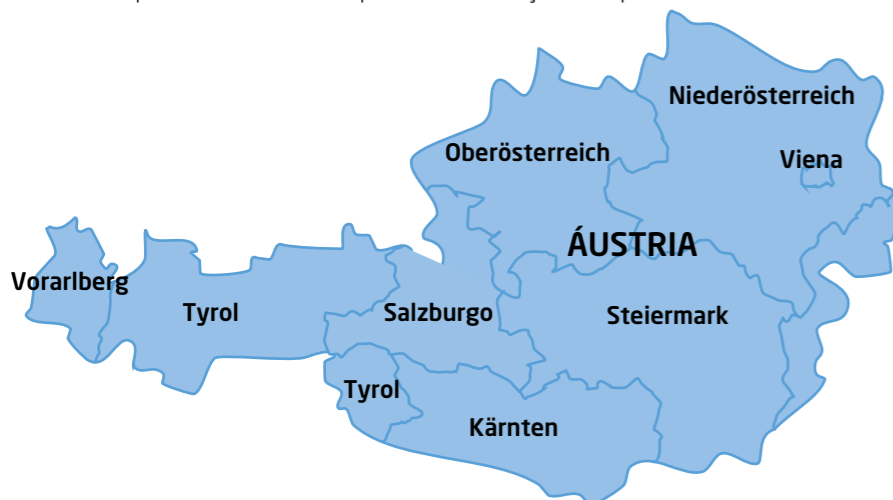 Niederösterreich
Oberösterreich
Viena
ÁUSTRIA
Vorarlberg
Tyrol
Salzburgo
Steiermark
Tyrol
Kärnten